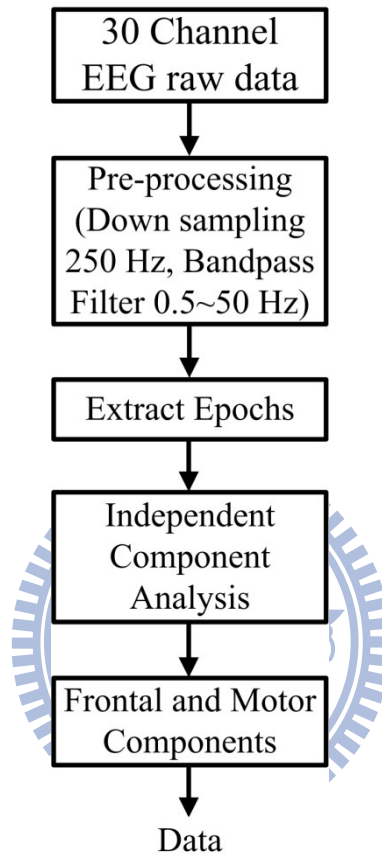 30 Channel
EEG raw data
Pre-processing
(Down sampling
250 Hz, Bandpass
Filter 0.5~50 Hz)
Extract Epochs
Independent
Component
Analysis
Frontal and Motor
Components
Data